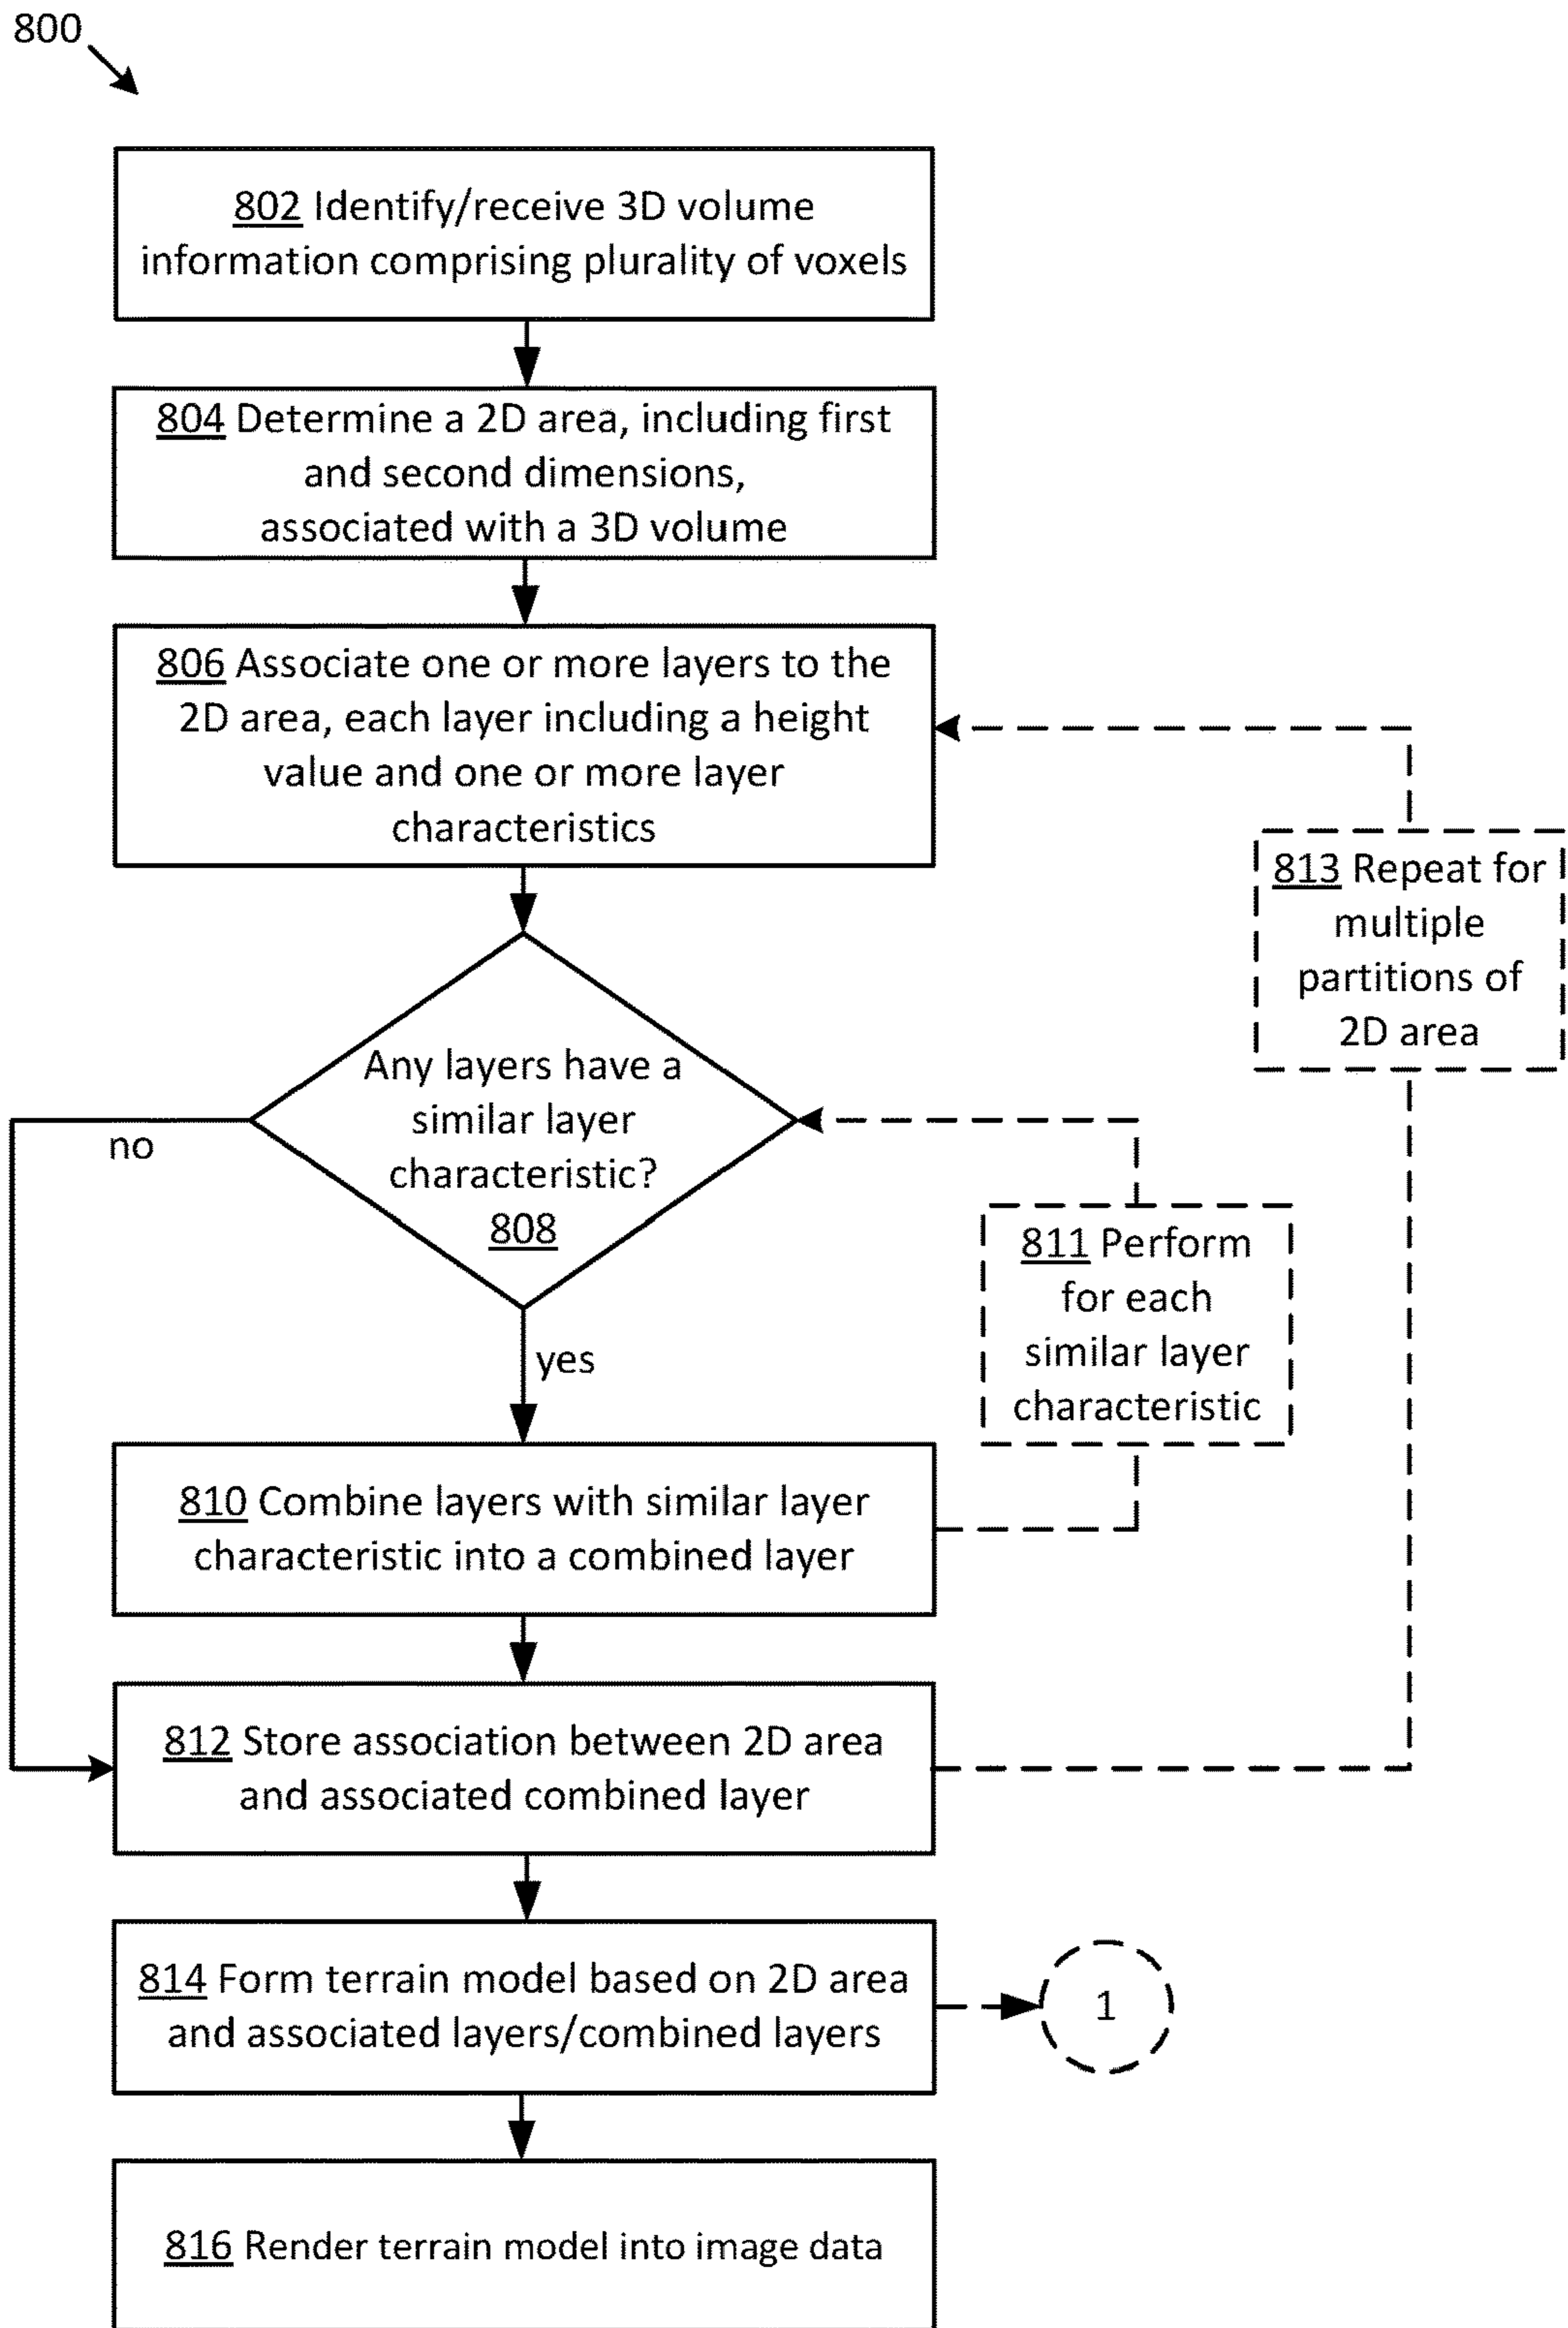 800
802 Identify/receive 3D volume
information comprising plurality of voxels
804 Determine a 2D area, including first
and second dimensions,
associated with a 3D volume
806 Associate one or more layers to the
2D area, each layer including a height
value and one or more layer
characteristics
813 Repeat for
multiple
partitions of
2D area
Any layers have a
similar layer
characteristic?
808
no
yes
811 Perform
for each
similar layer
characteristic
810 Combine layers with similar layer
characteristic into a combined layer
812 Store association between 2D area
and associated combined layer
814 Form terrain model based on 2D area
and associated layers/combined layers
1
816 Render terrain model into image data